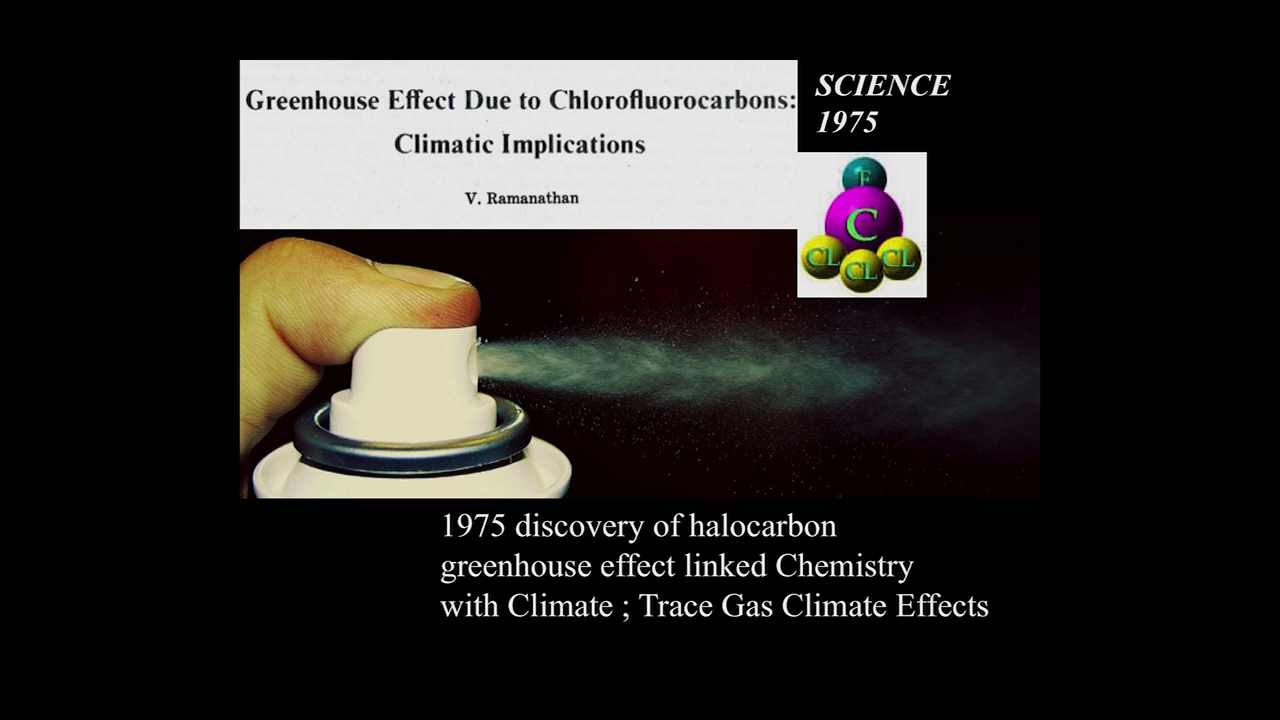 Greenhouse Effect Due to Chlorofluorocarbons:
Climatic Implications
V. Ramanathan
SCIENCE
1975
F
C
CL CL CL
1975 discovery of halocarbon
greenhouse effect linked Chemistry
with Climate ; Trace Gas Climate Effects